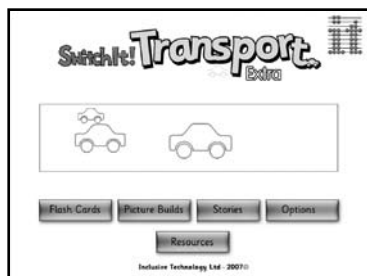 SwitchIt! Transport
Extra
Flash Cards Picture Builds Stories Options
Resources
Inclusive Technology Ltd - 2007©